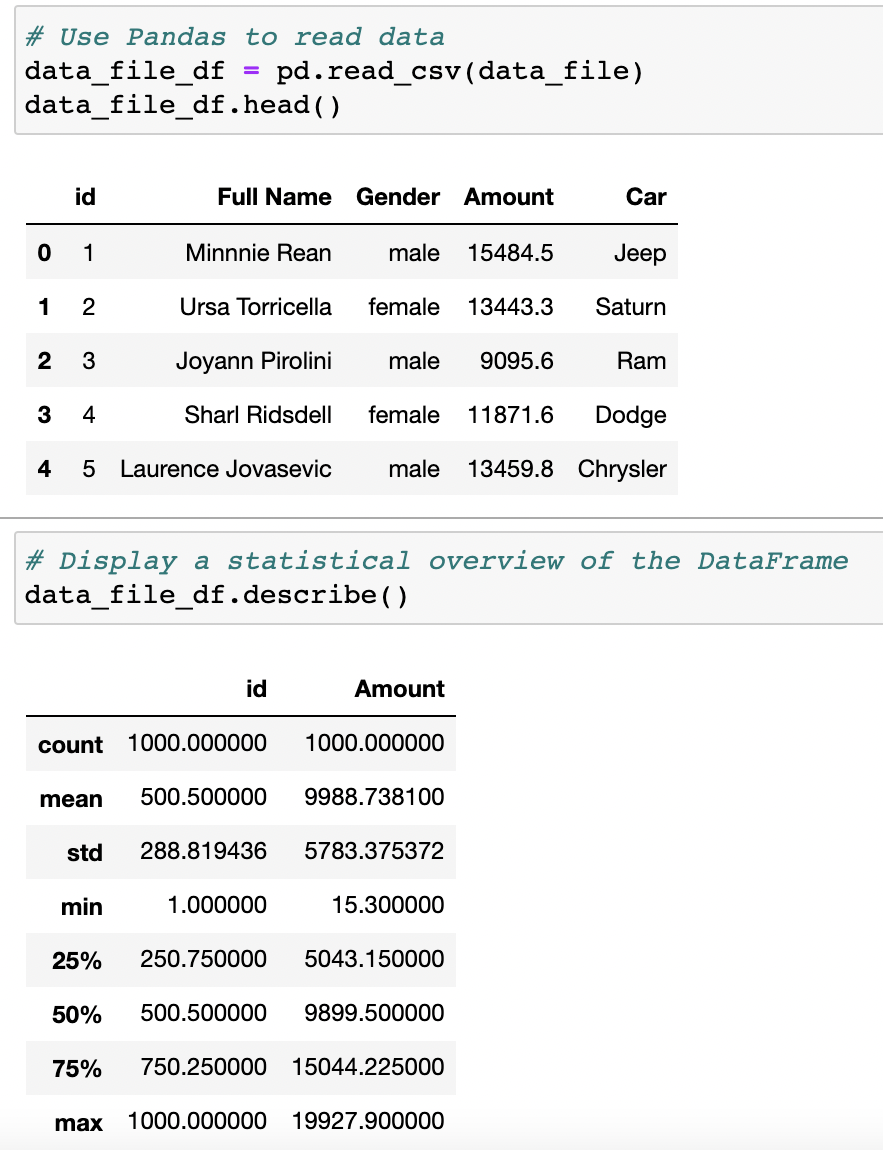 # Use Pandas to read data
data_file_df = pd.read_csv(data_file)
data_file_df.head()
id Full Name Gender Amount Car
0 1 Minnnie Rean male 15484.5 Jeep
1 2 Ursa Torricella female 13443.3 Saturn
2 3 Joyann Pirolini male 9095.6 Ram
3 4 Sharl Ridsdell female 11871.6 Dodge
4 5 Laurence Jovasevic male 13459.8 Chrysler
# Display a statistical overview of the DataFrame
data_file_df.describe()
id Amount
count 1000.000000 1000.000000
mean 500.500000 9988.738100
std 288.819436 5783.375372
min 1.000000 15.300000
25% 250.750000 5043.150000
50% 500.500000 9899.500000
75% 750.250000 15044.225000
max 1000.000000 19927.900000